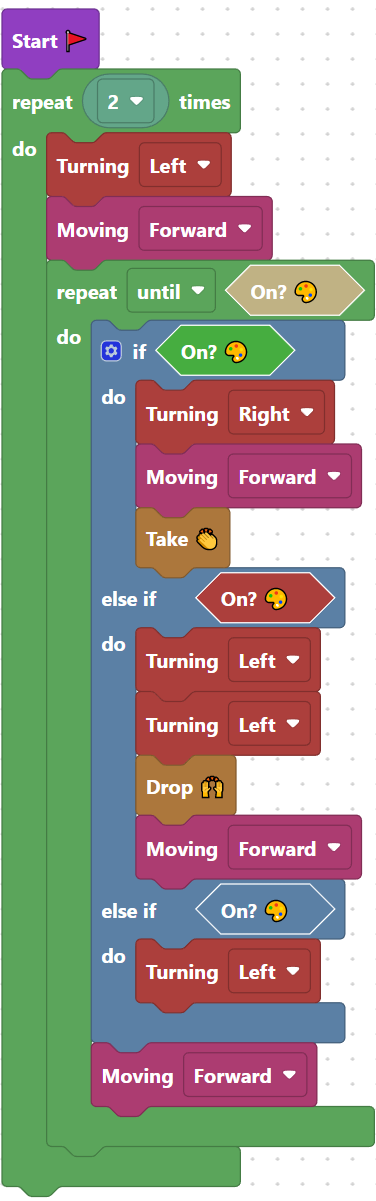 Start
repeat 2 times
do
Turning Left
Moving Forward
repeat until On?
do
if On?
do
Turning Right
Moving Forward
Take
else if On?
do
Turning Left
Turning Left
Drop
Moving Forward
else if On?
do
Turning Left
Moving Forward